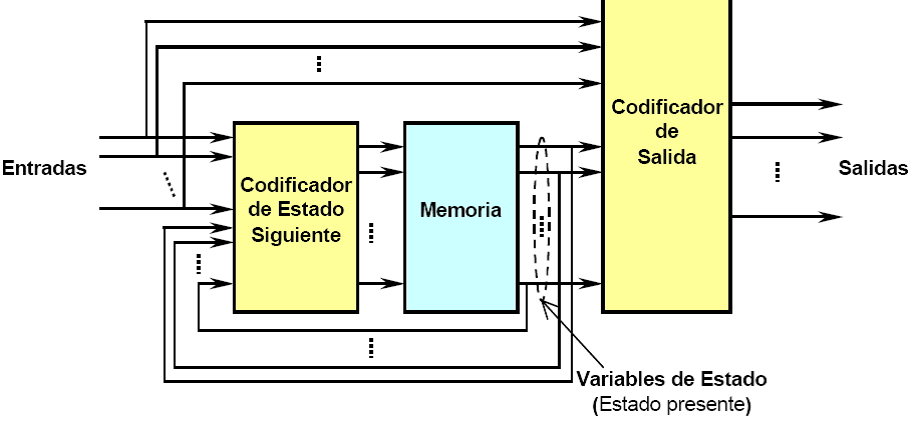 Entradas
Codificador
de Estado
Siguiente
Memoria
Codificador
de
Salida
Salidas
Variables de Estado
(Estado presente)